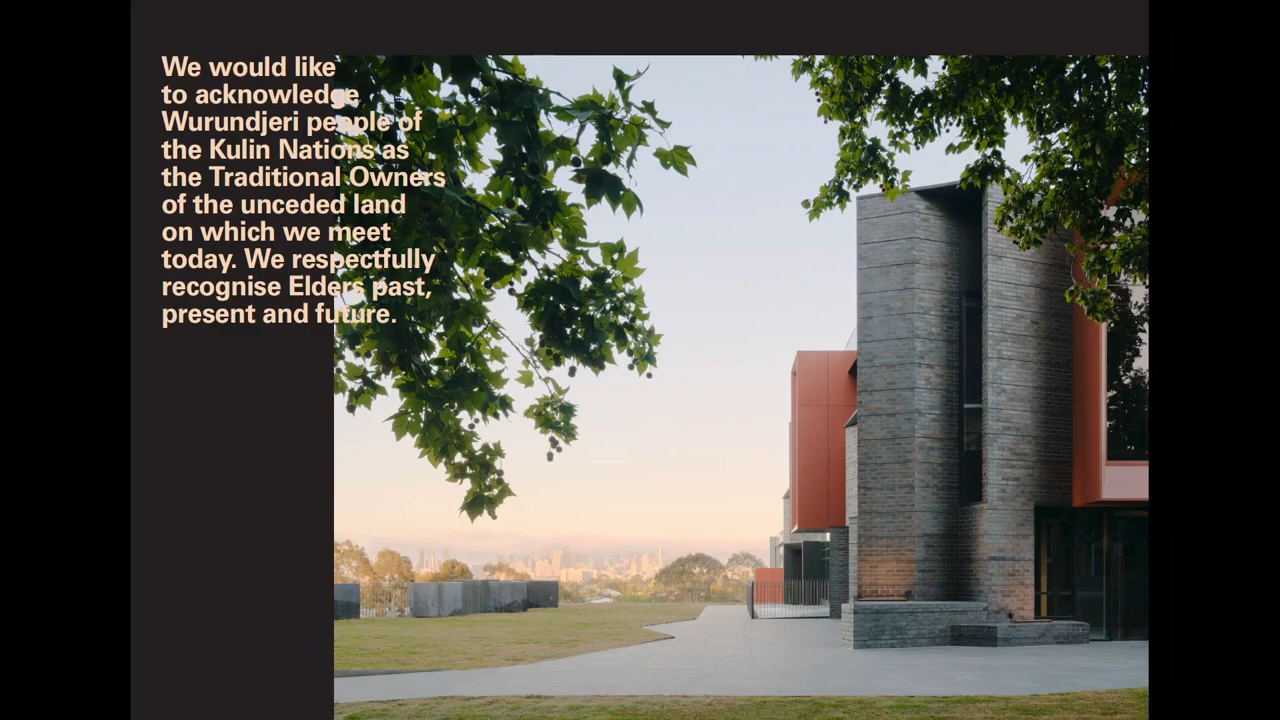 We would like
to acknowledge
Wurundjeri people of
the Kulin Nations as
the Traditional Owners
of the unceded land
on which we meet
today. We respectfully
recognise Elders past,
present and future.